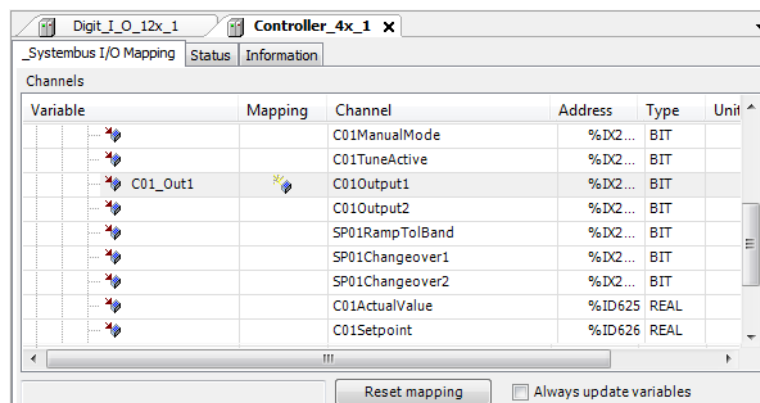 Digit_I_O_12x_1 Controller_4x_1 X
_Systembus I/O Mapping Status Information
Channels
Variable Mapping Channel Address Type Unit
C01ManualMode %IX2... BIT
C01TuneActive %IX2... BIT
C01_Out1 C01Output1 %IX2... BIT
C01Output2 %IX2... BIT
SP01RampTolBand %IX2... BIT
SP01Changeover1 %IX2... BIT
SP01Changeover2 %IX2... BIT
C01ActualValue %ID625 REAL
C01Setpoint %ID626 REAL
Reset mapping Always update variables